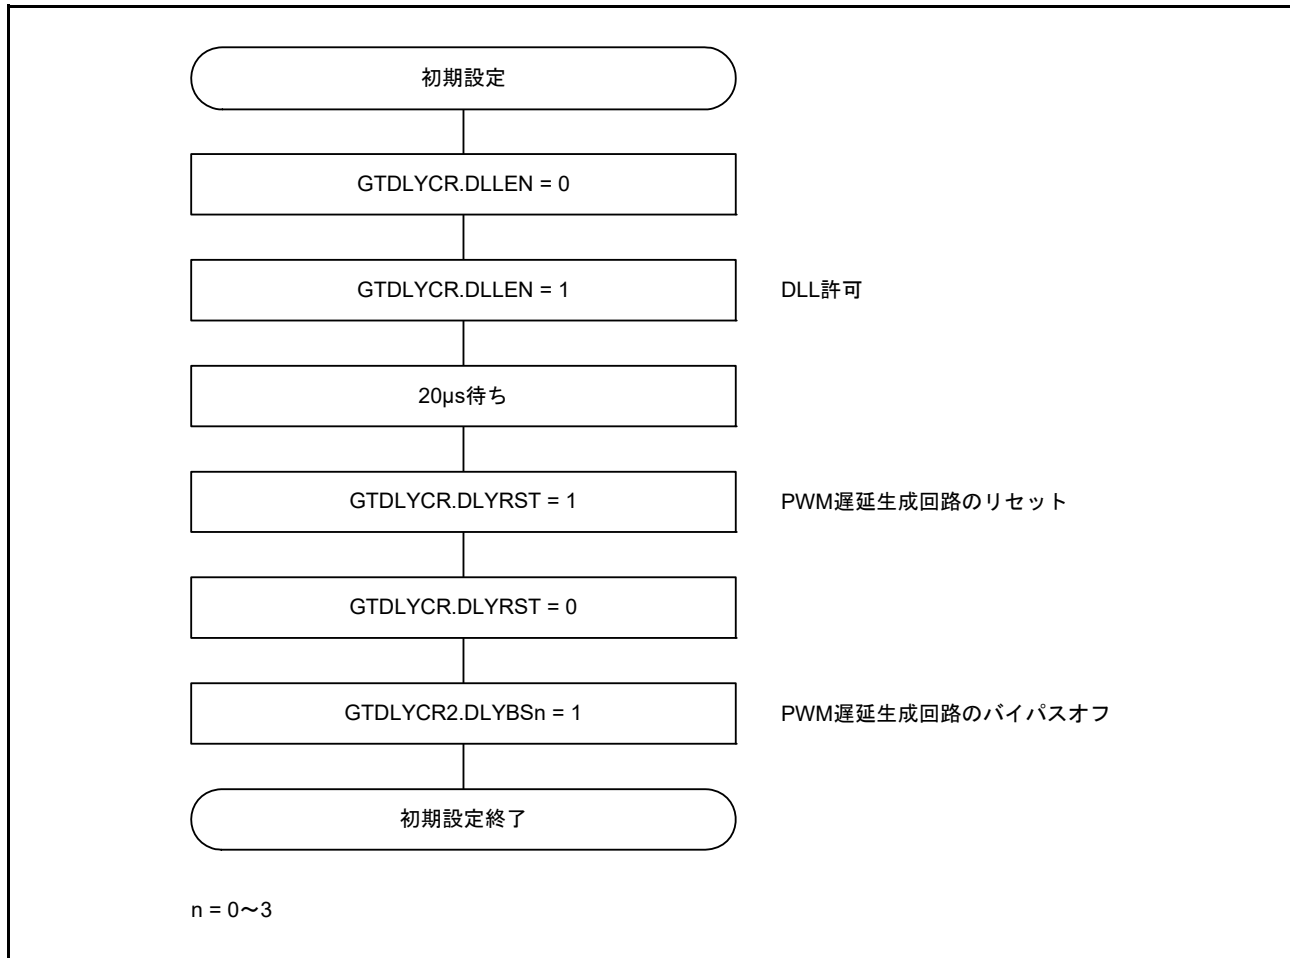 初期設定
GTDLYCR.DLLEN = 0
GTDLYCR.DLLEN = 1 DLL許可
20μs待ち
GTDLYCR.DLYRST = 1 PWM遅延生成回路のリセット
GTDLYCR.DLYRST = 0
GTDLYCR2.DLYBSn = 1 PWM遅延生成回路のバイパスオフ
初期設定終了
n = 0～3